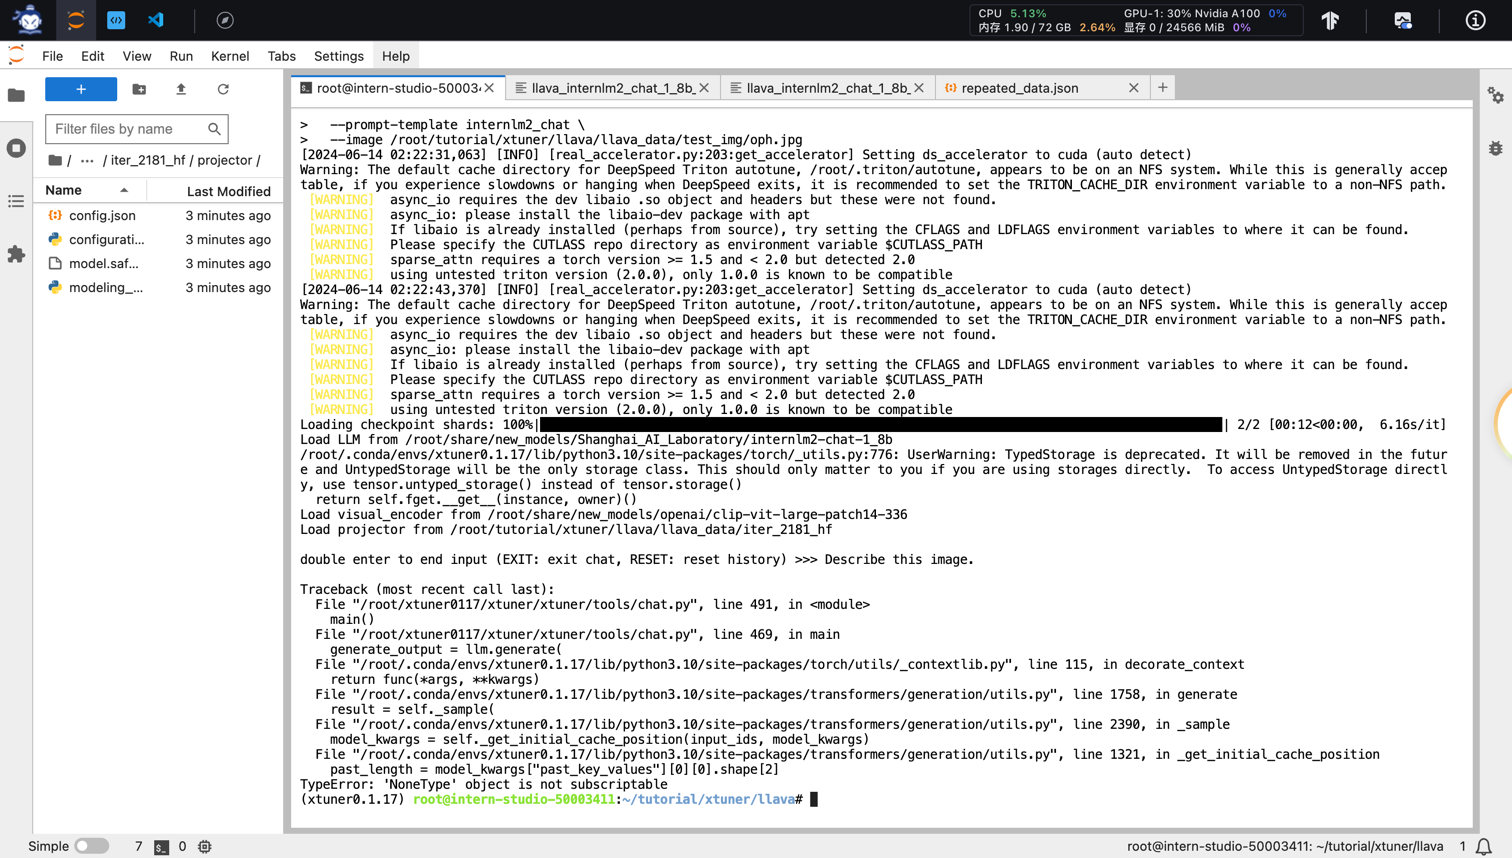 CPU 5.13%
GPU-1: 30% Nvidia A100 0%
内存 1.90 / 72 GB 2.64%
显存 0 / 24566 MiB 0%
File Edit View Run Kernel Tabs Settings Help
+
Filter files by name
/ ··· / iter_2181_hf / projector /
Name Last Modified
config.json 3 minutes ago
configurati... 3 minutes ago
model.saf... 3 minutes ago
modeling_... 3 minutes ago
root@intern-studio-50003
llava_internlm2_chat_1_8b_
llava_internlm2_chat_1_8b_
repeated_data.json
>   --prompt-template internlm2_chat \
>   --image /root/tutorial/xtuner/llava/llava_data/test_img/oph.jpg
[2024-06-14 02:22:31,063] [INFO] [real_accelerator.py:203:get_accelerator] Setting ds_accelerator to cuda (auto detect)
Warning: The default cache directory for DeepSpeed Triton autotune, /root/.triton/autotune, appears to be on an NFS system. While this is generally accep
table, if you experience slowdowns or hanging when DeepSpeed exits, it is recommended to set the TRITON_CACHE_DIR environment variable to a non-NFS path.
[WARNING]  async_io requires the dev libaio .so object and headers but these were not found.
[WARNING]  async_io: please install the libaio-dev package with apt
[WARNING]  If libaio is already installed (perhaps from source), try setting the CFLAGS and LDFLAGS environment variables to where it can be found.
[WARNING]  Please specify the CUTLASS repo directory as environment variable $CUTLASS_PATH
[WARNING]  sparse_attn requires a torch version >= 1.5 and < 2.0 but detected 2.0
[WARNING]  using untested triton version (2.0.0), only 1.0.0 is known to be compatible
[2024-06-14 02:22:43,370] [INFO] [real_accelerator.py:203:get_accelerator] Setting ds_accelerator to cuda (auto detect)
Warning: The default cache directory for DeepSpeed Triton autotune, /root/.triton/autotune, appears to be on an NFS system. While this is generally accep
table, if you experience slowdowns or hanging when DeepSpeed exits, it is recommended to set the TRITON_CACHE_DIR environment variable to a non-NFS path.
[WARNING]  async_io requires the dev libaio .so object and headers but these were not found.
[WARNING]  async_io: please install the libaio-dev package with apt
[WARNING]  If libaio is already installed (perhaps from source), try setting the CFLAGS and LDFLAGS environment variables to where it can be found.
[WARNING]  Please specify the CUTLASS repo directory as environment variable $CUTLASS_PATH
[WARNING]  sparse_attn requires a torch version >= 1.5 and < 2.0 but detected 2.0
[WARNING]  using untested triton version (2.0.0), only 1.0.0 is known to be compatible
Loading checkpoint shards: 100%| | 2/2 [00:12<00:00,  6.16s/it]
Load LLM from /root/share/new_models/Shanghai_AI_Laboratory/internlm2-chat-1_8b
/root/.conda/envs/xtuner0.1.17/lib/python3.10/site-packages/torch/_utils.py:776: UserWarning: TypedStorage is deprecated. It will be removed in the futur
e and UntypedStorage will be the only storage class. This should only matter to you if you are using storages directly.  To access UntypedStorage directl
y, use tensor.untyped_storage() instead of tensor.storage()
  return self.fget.__get__(instance, owner)()
Load visual_encoder from /root/share/new_models/openai/clip-vit-large-patch14-336
Load projector from /root/tutorial/xtuner/llava/llava_data/iter_2181_hf
double enter to end input (EXIT: exit chat, RESET: reset history) >>> Describe this image.
Traceback (most recent call last):
  File "/root/xtuner0117/xtuner/xtuner/tools/chat.py", line 491, in <module>
    main()
  File "/root/xtuner0117/xtuner/xtuner/tools/chat.py", line 469, in main
    generate_output = llm.generate(
  File "/root/.conda/envs/xtuner0.1.17/lib/python3.10/site-packages/torch/utils/_contextlib.py", line 115, in decorate_context
    return func(*args, **kwargs)
  File "/root/.conda/envs/xtuner0.1.17/lib/python3.10/site-packages/transformers/generation/utils.py", line 1758, in generate
    result = self._sample(
  File "/root/.conda/envs/xtuner0.1.17/lib/python3.10/site-packages/transformers/generation/utils.py", line 2390, in _sample
    model_kwargs = self._get_initial_cache_position(input_ids, model_kwargs)
  File "/root/.conda/envs/xtuner0.1.17/lib/python3.10/site-packages/transformers/generation/utils.py", line 1321, in _get_initial_cache_position
    past_length = model_kwargs["past_key_values"][0][0].shape[2]
TypeError: 'NoneType' object is not subscriptable
(xtuner0.1.17) root@intern-studio-50003411:~/tutorial/xtuner/llava#
Simple 7 0
root@intern-studio-50003411: ~/tutorial/xtuner/llava 1